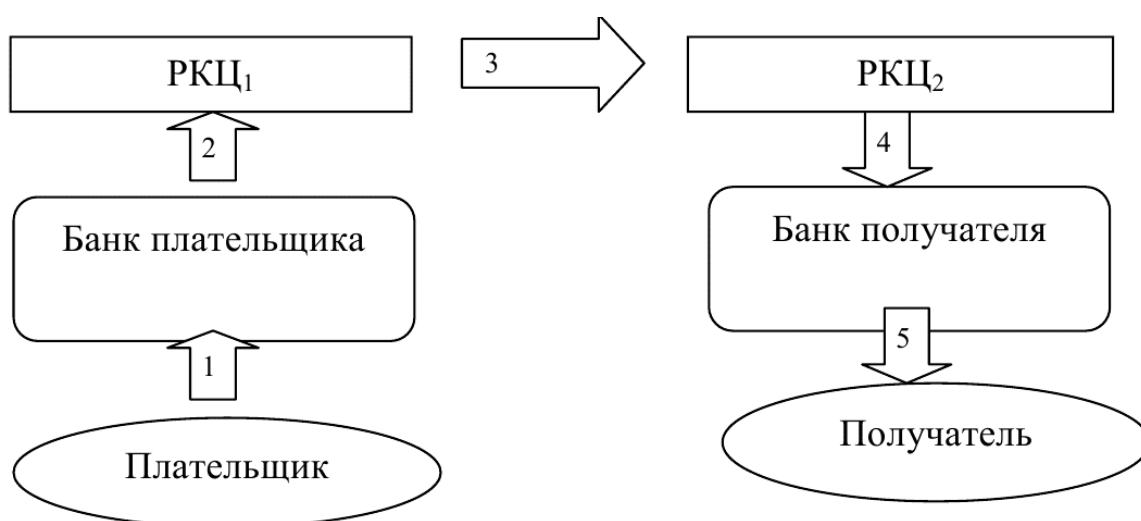 РКЦ₁
3
РКЦ₂
2
4
Банк плательщика
Банк получателя
1
5
Плательщик
Получатель